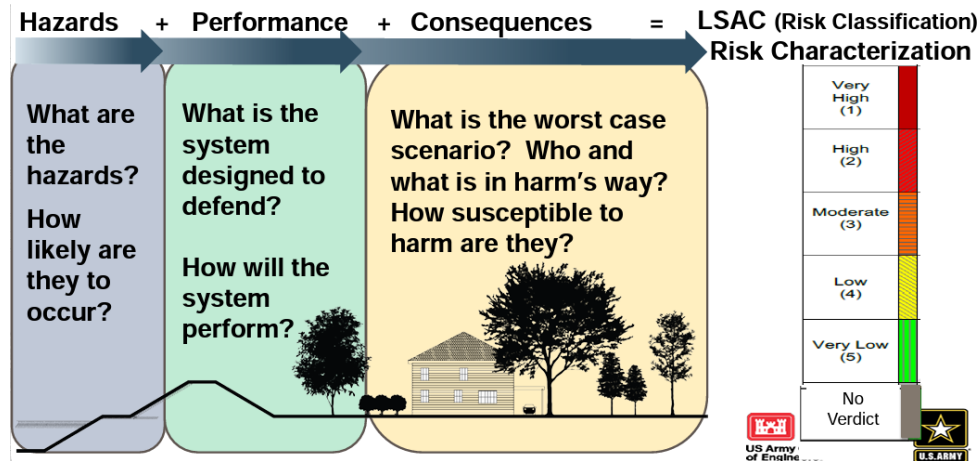 Hazards + Performance + Consequences = LSAC (Risk Classification)
Risk Characterization
What are
the
hazards?
How
likely are
they to
occur?
What is the
system
designed to
defend?
How will the
system
perform?
What is the worst case
scenario? Who and
what is in harm's way?
How susceptible to
harm are they?
Very
High
(1)
High
(2)
Moderate
(3)
Low
(4)
Very Low
(5)
No
Verdict
US Army
of Engine
U.S.ARMY